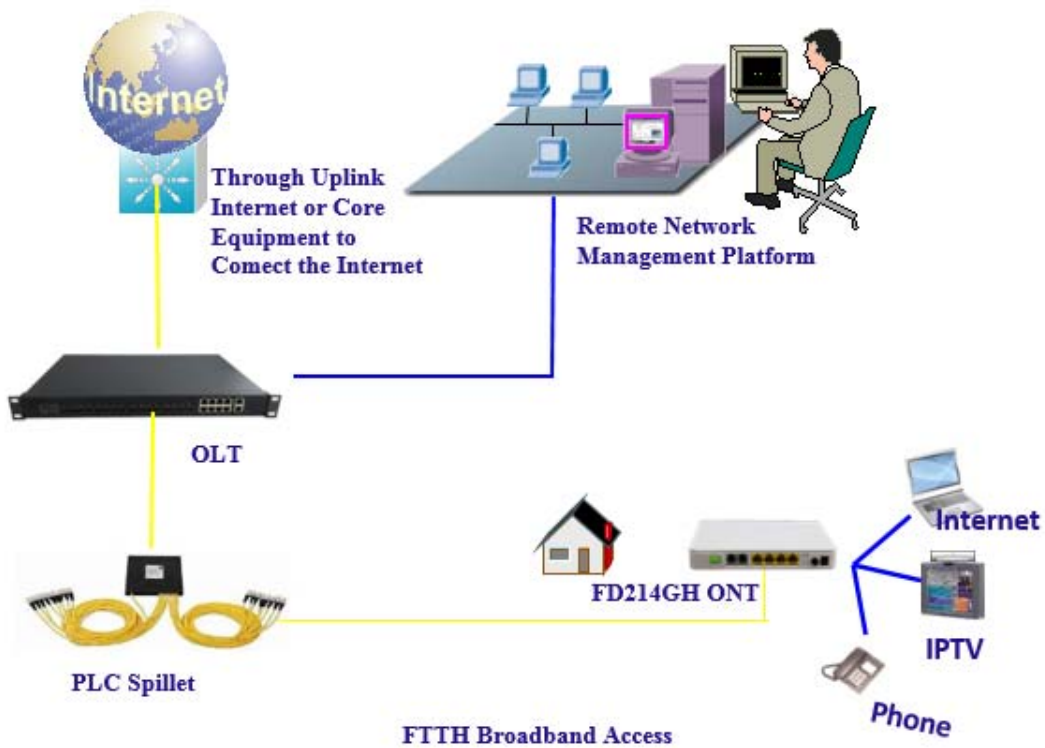 Internet
Through Uplink
Internet or Core
Equipment to
Comect the Internet
Remote Network
Management Platform
OLT
Internet
FD214GH ONT
IPTV
PLC Spillet
Phone
FTTH Broadband Access